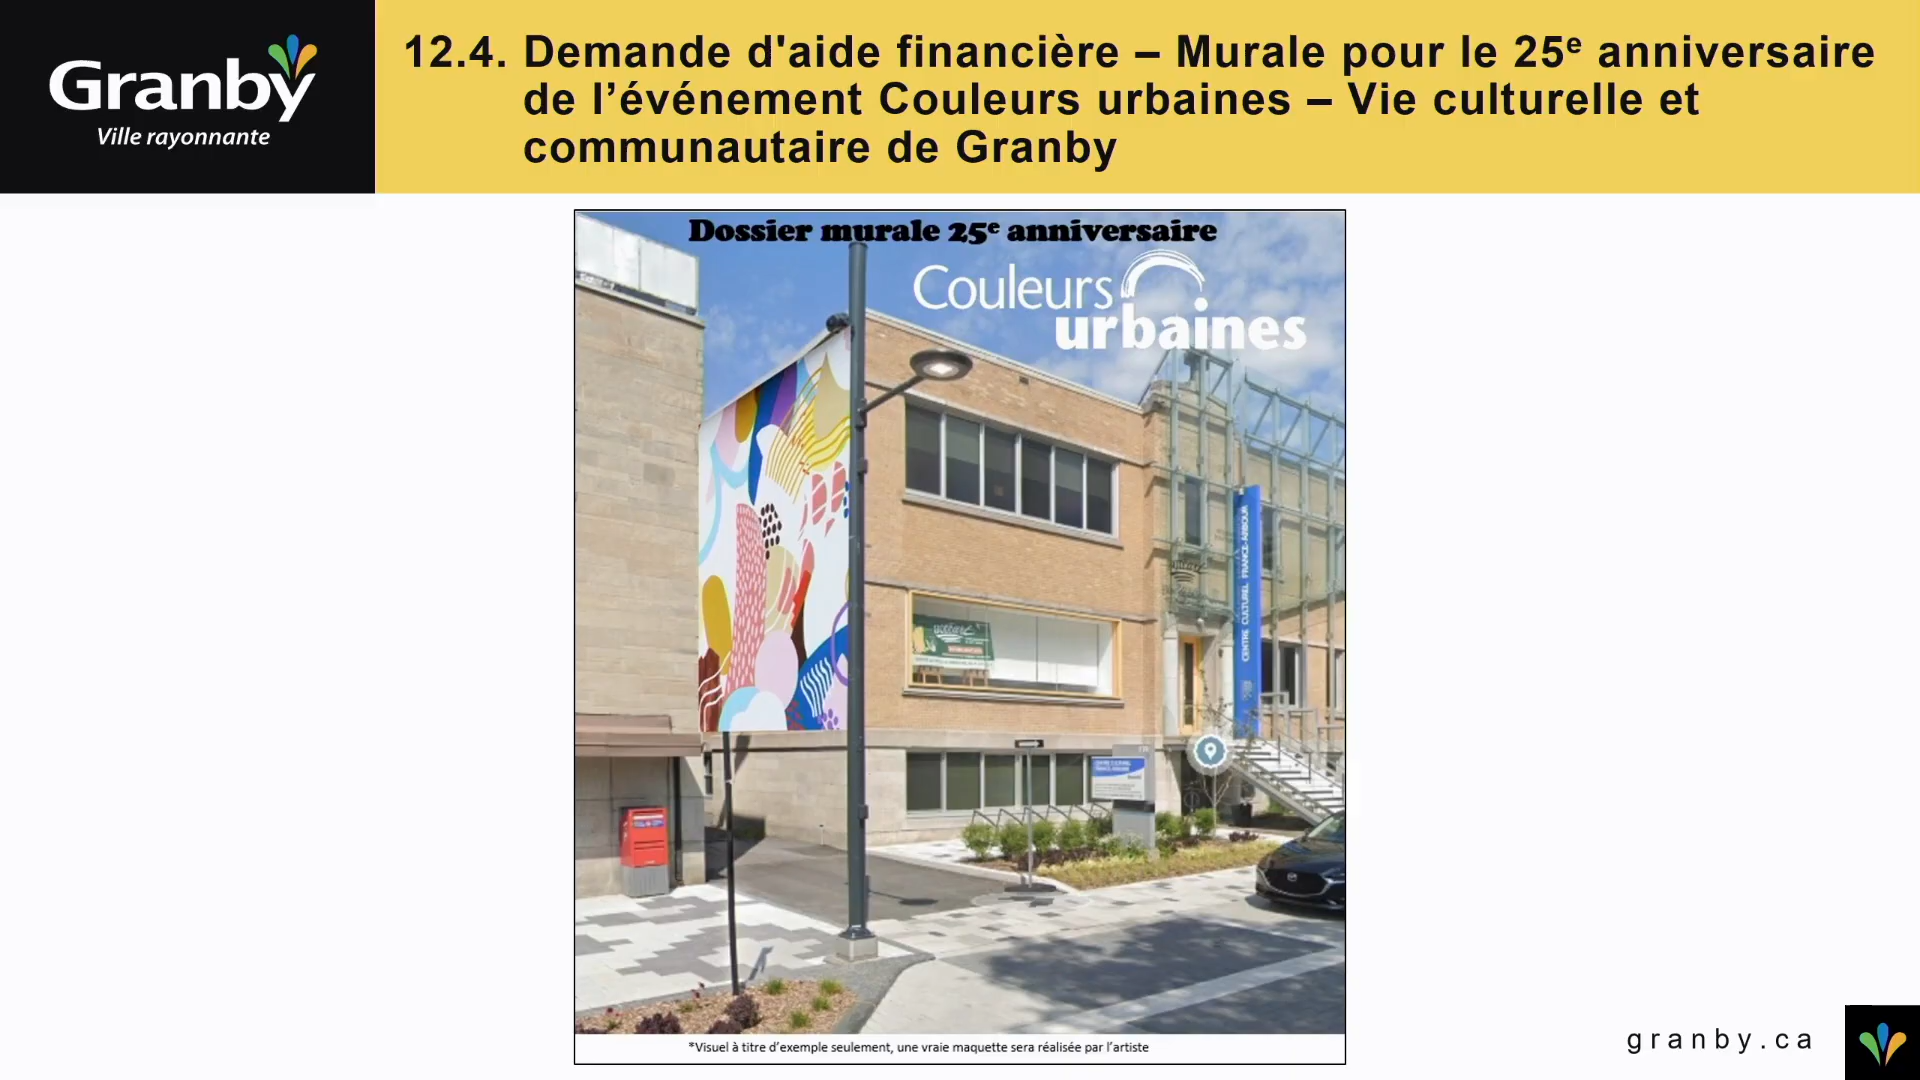 Granby
Ville rayonnante
12.4. Demande d'aide financière – Murale pour le 25e anniversaire
de l’événement Couleurs urbaines – Vie culturelle et
communautaire de Granby
Dossier murale 25e anniversaire
Couleurs
urbaines
CENTRE CULTUREL FRANCE-ARBOUR
*Visuel à titre d’exemple seulement, une vraie maquette sera réalisée par l’artiste
granby.ca